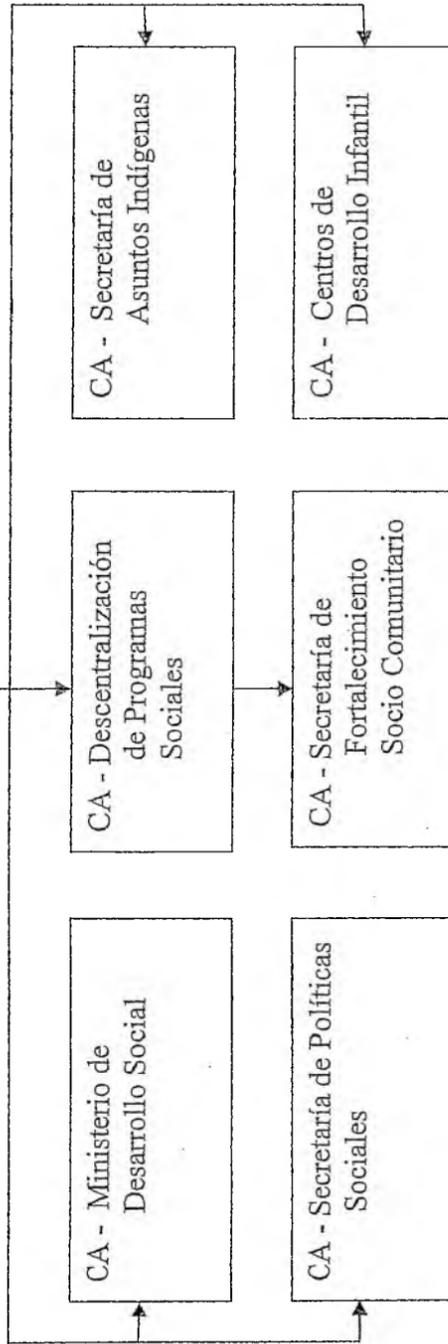 CA - Ministerio de
Desarrollo Social
CA - Descentralización
de Programas
Sociales
CA - Secretaría de
Asuntos Indígenas
CA - Secretaría de Políticas
Sociales
CA - Secretaría de
Fortalecimiento
Socio Comunitario
CA - Centros de
Desarrollo Infantil